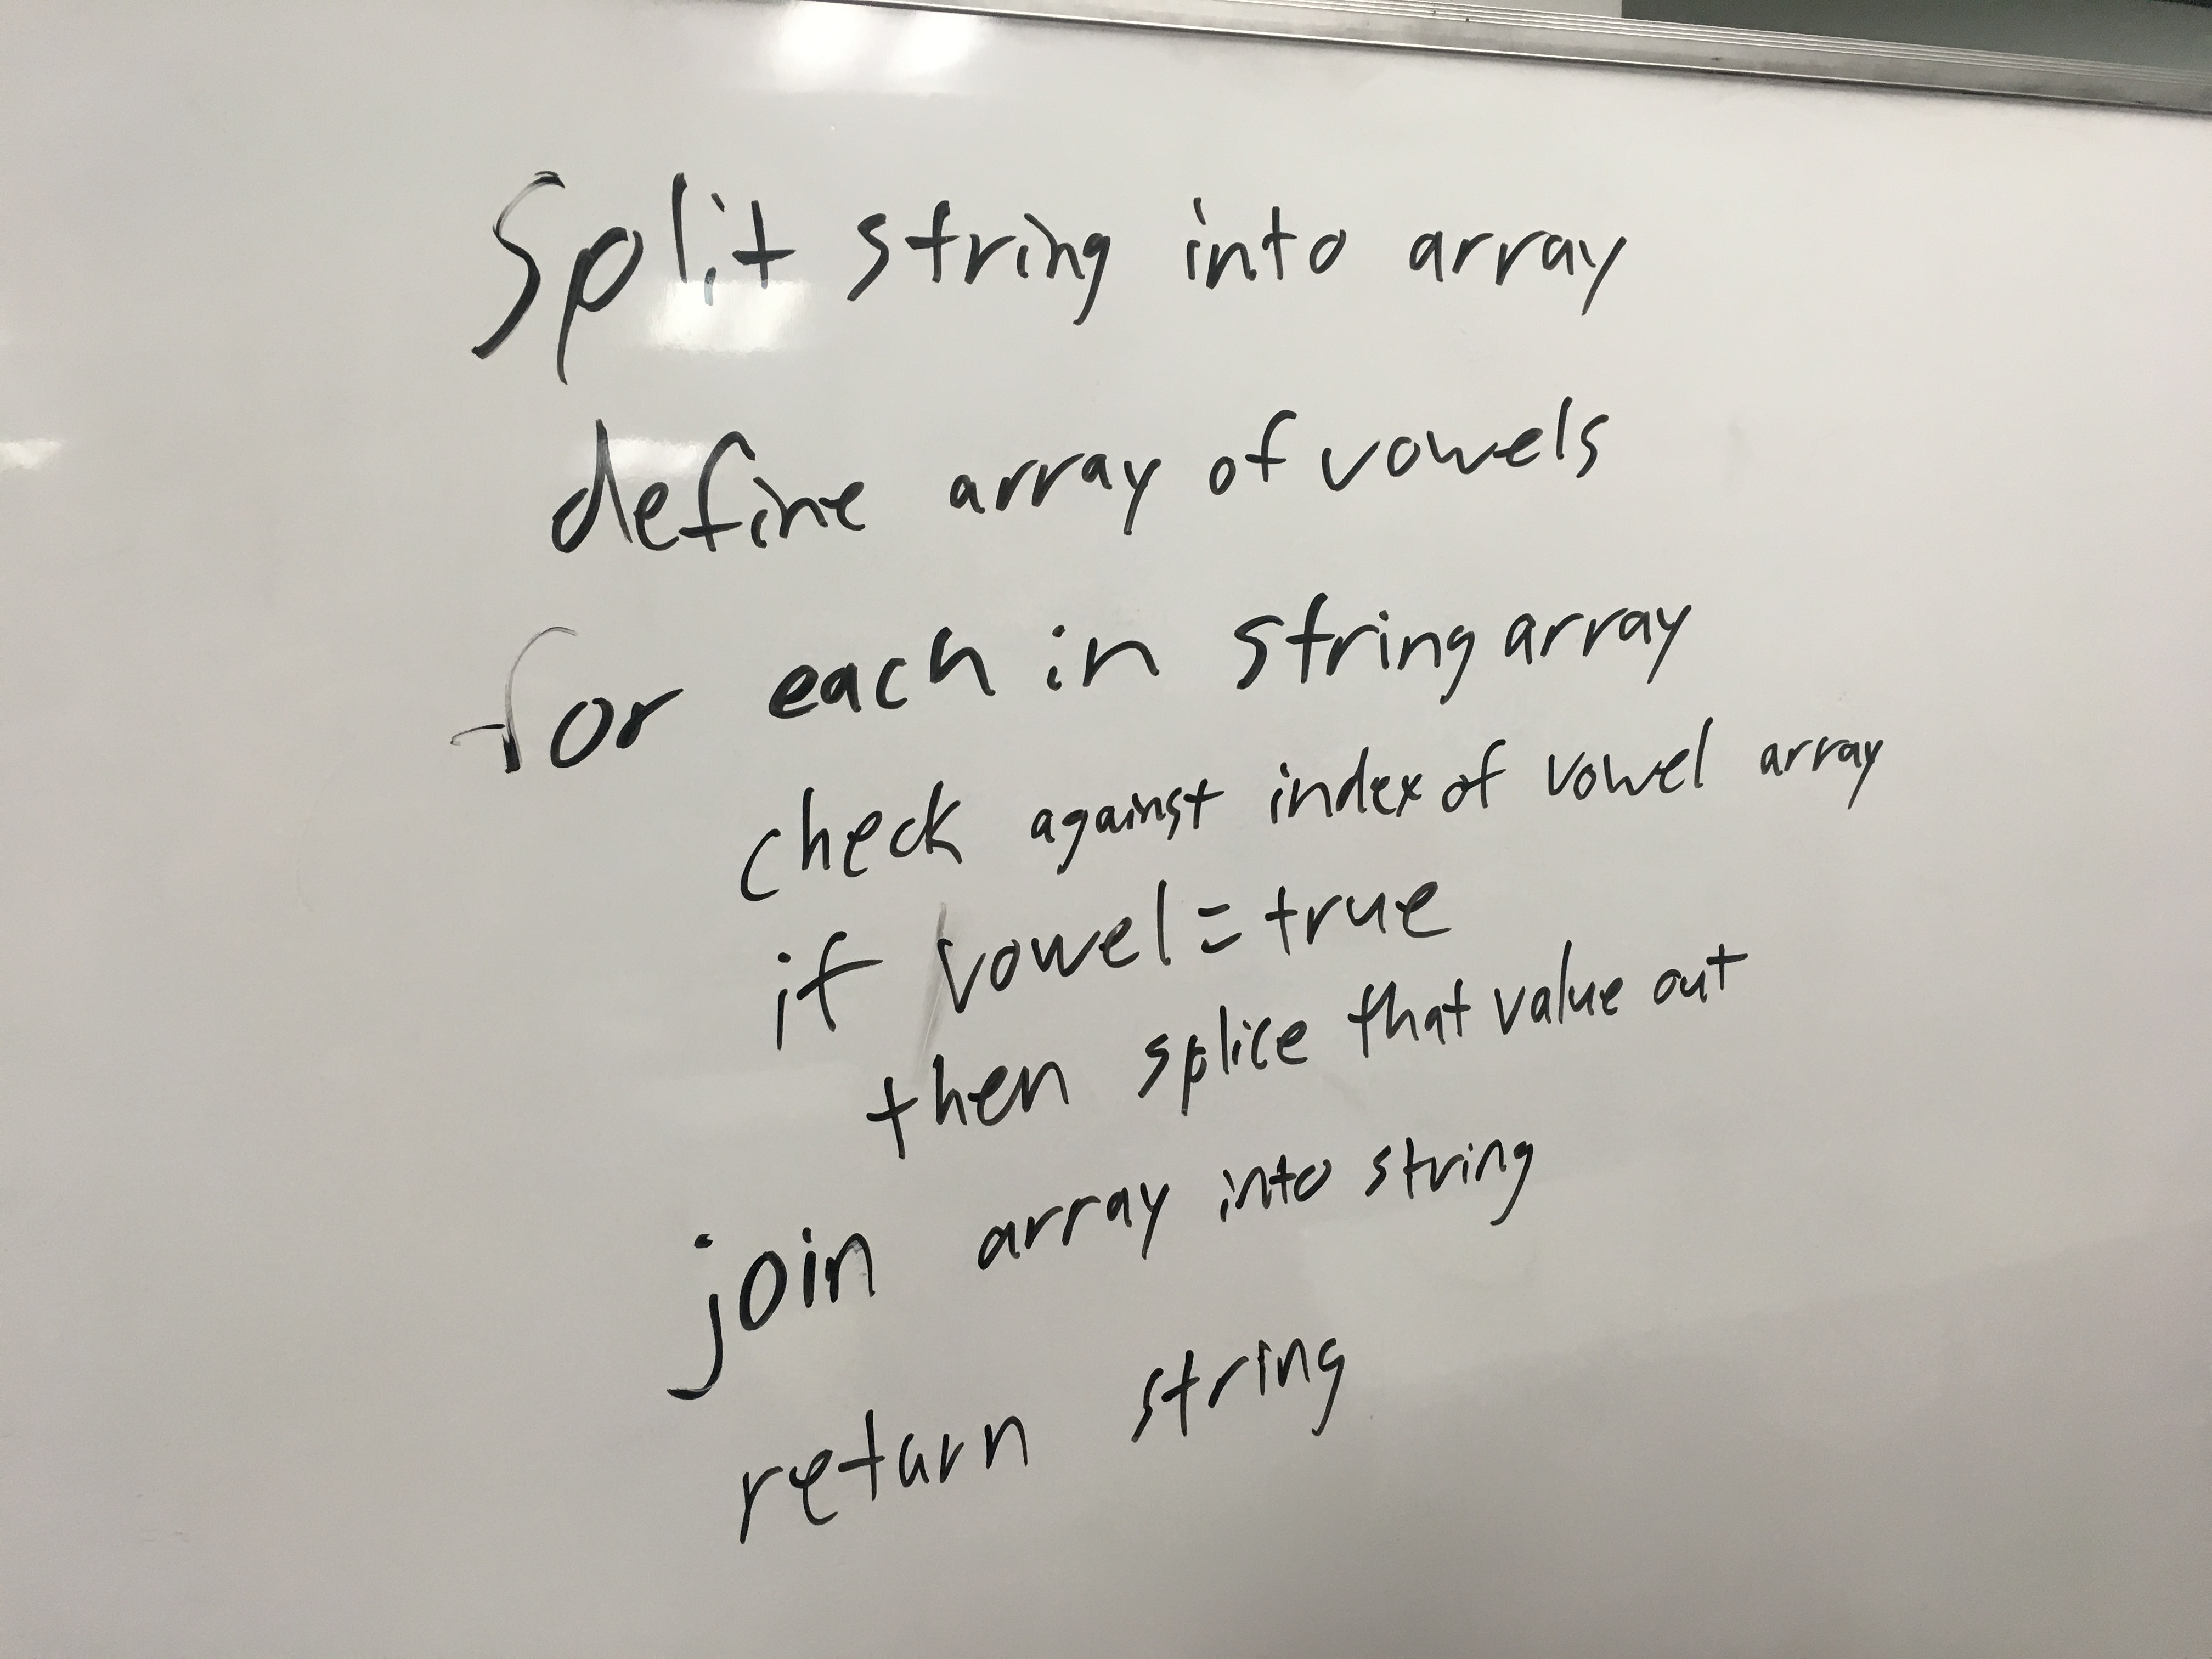 Split string into array
define array of vowels
for each in string array
check against index of vowel array
if vowel = true
then splice that value out
join array into string
return string